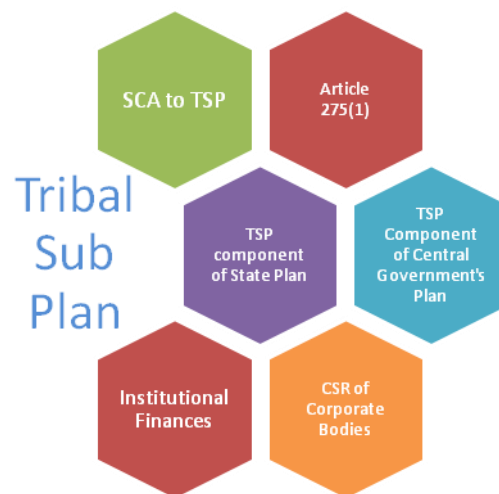 SCA to TSP
Article
275(1)
Tribal
Sub
Plan
TSP
component
of State Plan
TSP
Component
of Central
Government's
Plan
Institutional
Finances
CSR of
Corporate
Bodies